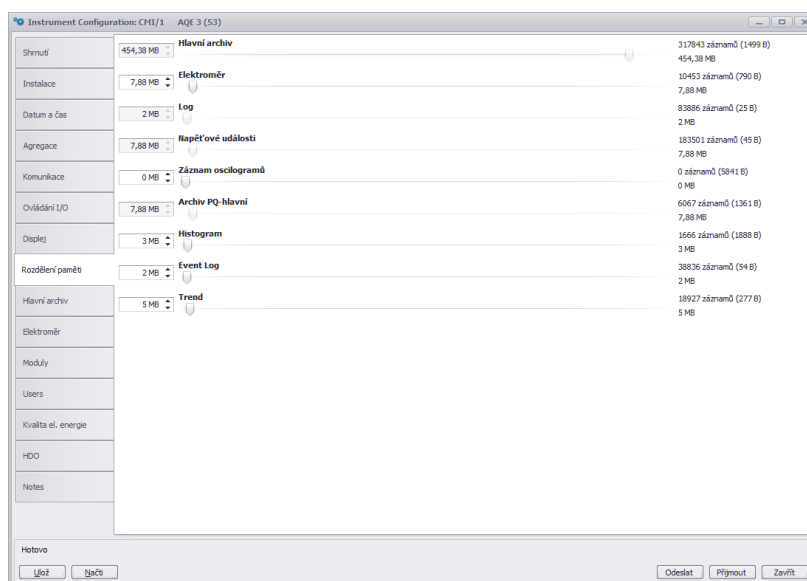 Instrument Configuration: CMI/1 AQE 3 (53)
Shrnutí
Instalace
Datum a čas
Agregace
Komunikace
Ovládání I/O
Displej
Rozdělení paměti
Hlavní archiv
Elektroměr
Moduly
Users
Kvalita el. energie
HDO
Notes
454,38 MB Hlavní archiv 317843 záznamů (1499 B)
454,38 MB
7,88 MB Elektroměr 10453 záznamů (790 B)
7,88 MB
2 MB Log 83886 záznamů (25 B)
2 MB
7,88 MB Napěťové události 183501 záznamů (45 B)
7,88 MB
0 MB Záznam oscilogramů 0 záznamů (5841 B)
0 MB
7,88 MB Archiv PQ-hlavní 6067 záznamů (1361 B)
7,88 MB
3 MB Histogram 1666 záznamů (1888 B)
3 MB
2 MB Event Log 38836 záznamů (54 B)
2 MB
5 MB Trend 18927 záznamů (277 B)
5 MB
Hotovo
Ulož Načti Odeslat Přijmout Zavřít